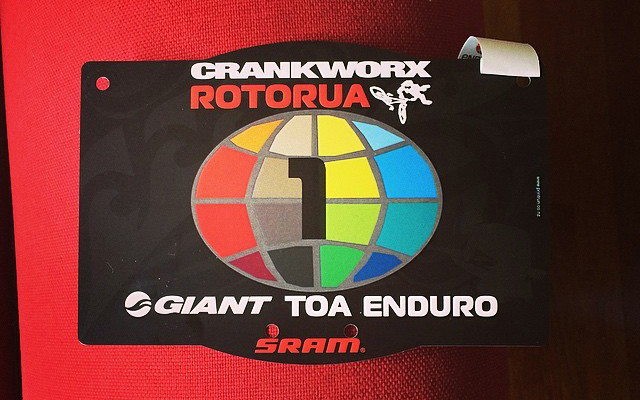 CRANKWORX
ROTORUA
1
GIANT TOA ENDURO
SRAM®